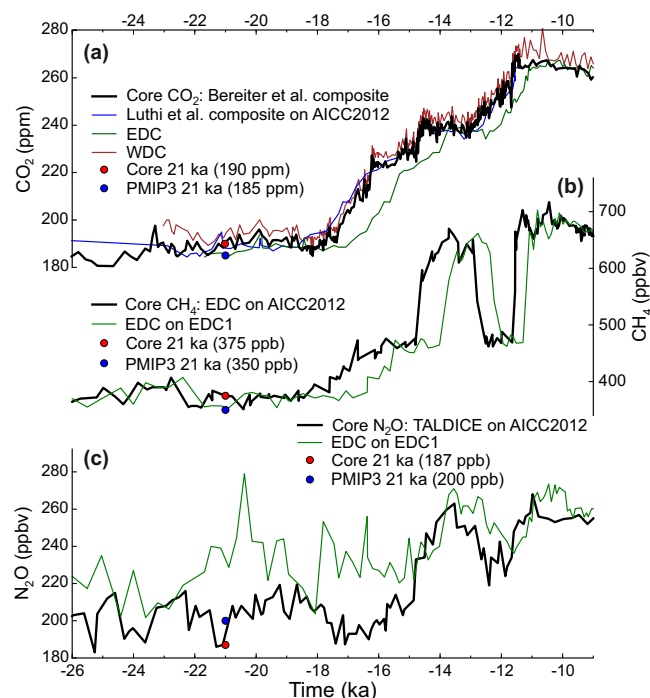 -26 -24 -22 -20 -18 -16 -14 -12 -10
(a)
280
260
240
220
200
180
CO₂ (ppm)
Core CO₂: Bereiter et al. composite
Luthi et al. composite on AICC2012
EDC
WDC
Core 21 ka (190 ppm)
PMIP3 21 ka (185 ppm)
(b)
700
600
500
400
CH₄ (ppbv)
Core CH₄: EDC on AICC2012
EDC on EDC1
Core 21 ka (375 ppb)
PMIP3 21 ka (350 ppb)
Core N₂O: TALDICE on AICC2012
EDC on EDC1
Core 21 ka (187 ppb)
PMIP3 21 ka (200 ppb)
(c)
280
260
240
220
200
180
N₂O (ppbv)
-26 -24 -22 -20 -18 -16 -14 -12 -10
Time (ka)